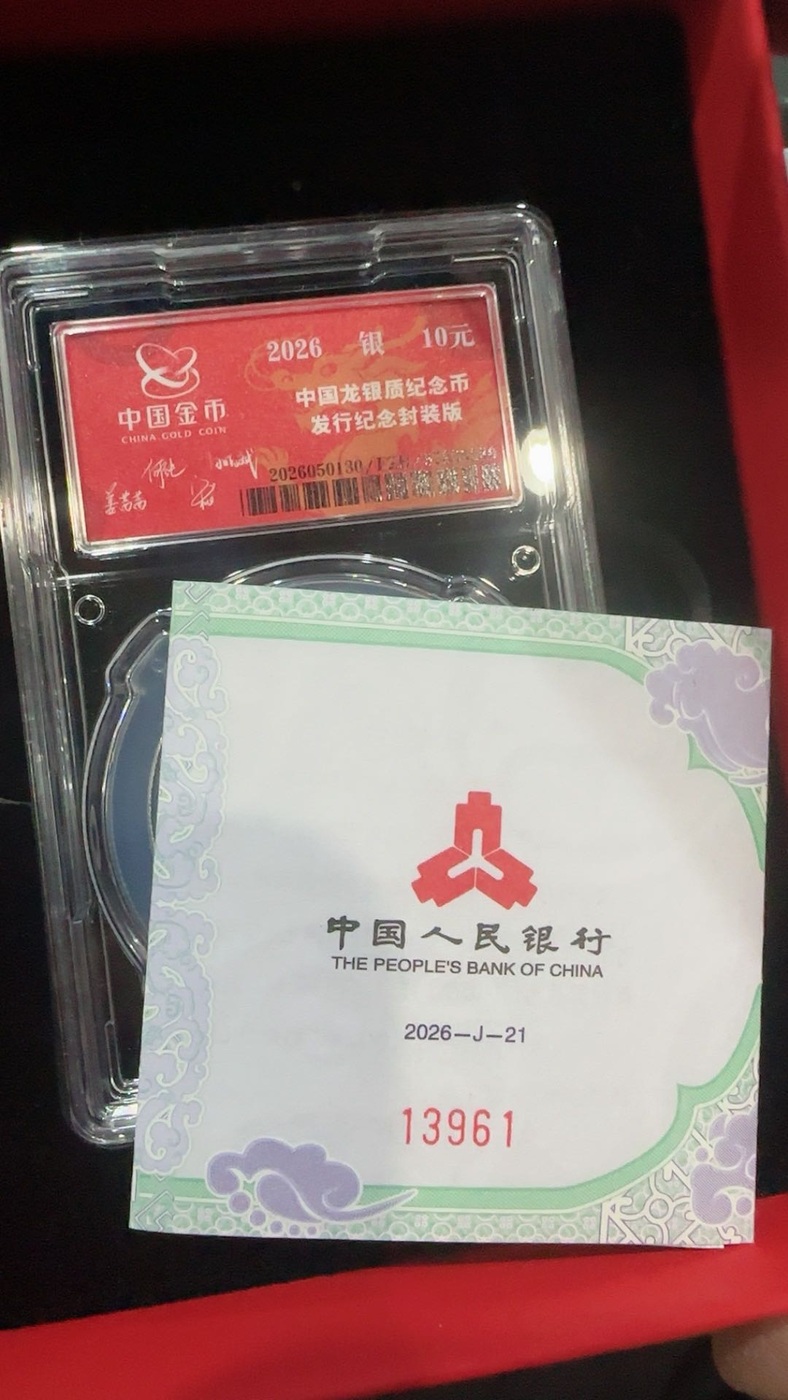 2026 银 10元
中国金币
CHINA GOLD COIN
中国龙银质纪念币
发行纪念封装版
中国人民银行
THE PEOPLE'S BANK OF CHINA
2026—J—21
13961